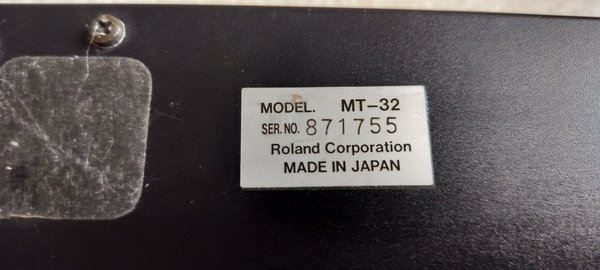 MODEL. MT-32
SER.NO. 871755
Roland Corporation
MADE IN JAPAN